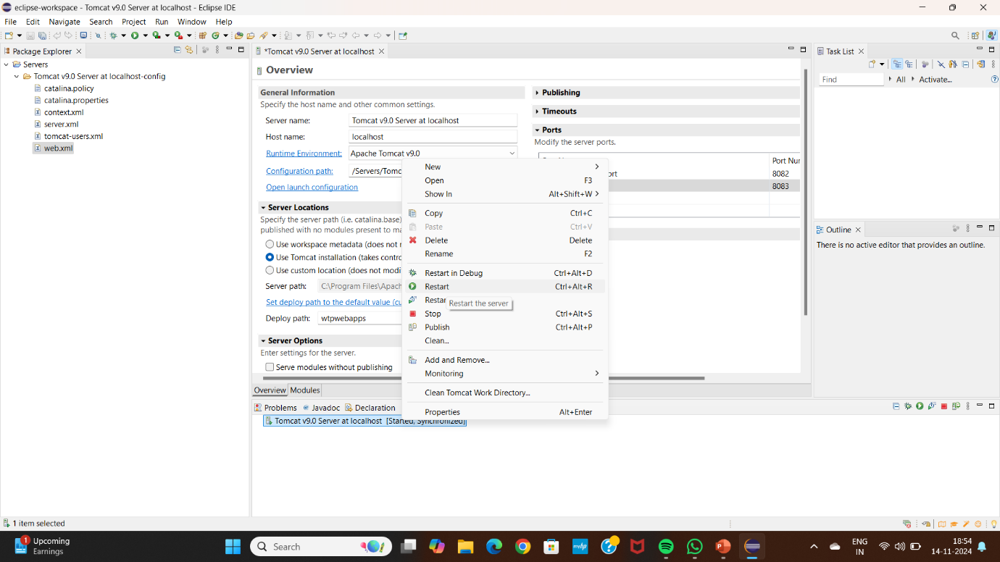 eclipse-workspace - Tomcat v9.0 Server at localhost - Eclipse IDE
File Edit Navigate Search Project Run Window Help
Package Explorer
Servers
Tomcat v9.0 Server at localhost-config
catalina.policy
catalina.properties
context.xml
server.xml
tomcat-users.xml
web.xml
*Tomcat v9.0 Server at localhost
Overview
General Information
Specify the host name and other common settings.
Server name: Tomcat v9.0 Server at localhost
Host name: localhost
Runtime Environment: Apache Tomcat v9.0
Configuration path: /Servers/Tomc
Open launch configuration
Server Locations
Specify the server path (i.e. catalina.base)
published with no modules present to ma
Use workspace metadata (does not
Use Tomcat installation (takes contro
Use custom location (does not modi
Server path: C:\Program Files\Apach
Set deploy path to the default value (cu
Deploy path: wtpwebapps
Server Options
Enter settings for the server.
Serve modules without publishing
Overview Modules
Publishing
Timeouts
Ports
Modify the server ports.
Port Nur
ort 8082
8083
New
Open F3
Show In Alt+Shift+W
Copy Ctrl+C
Paste Ctrl+V
Delete Delete
Rename F2
Restart in Debug Ctrl+Alt+D
Restart Ctrl+Alt+R
Restar
Restart the server
Stop Ctrl+Alt+S
Publish Ctrl+Alt+P
Clean...
Add and Remove...
Monitoring
Clean Tomcat Work Directory...
Properties Alt+Enter
Problems Javadoc Declaration
Tomcat v9.0 Server at localhost [Started, Synchronized]
Task List
Find All Activate...
Outline
There is no active editor that provides an outline.
1 item selected
1
Upcoming
Earnings
Search
myhp
ENG
IN
18:54
14-11-2024